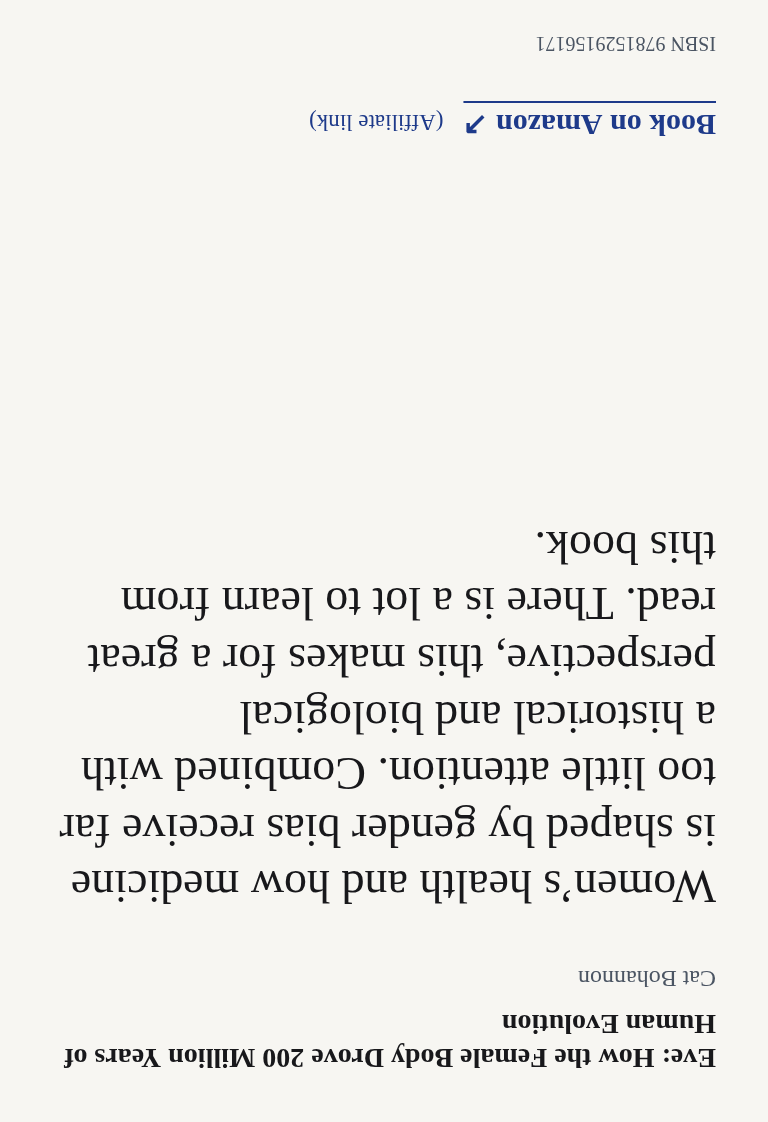 Eve: How the Female Body Drove 200 Million Years of
Human Evolution
Cat Bohannon
Women’s health and how medicine
is shaped by gender bias receive far
too little attention. Combined with
a historical and biological
perspective, this makes for a great
read. There is a lot to learn from
this book.
Book on Amazon ↗ (Affiliate link)
ISBN 9781529156171